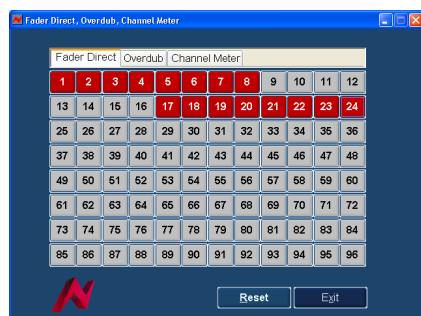 Fader Direct, Overdub, Channel Meter
Fader Direct Overdub Channel Meter
1 2 3 4 5 6 7 8 9 10 11 12
13 14 15 16 17 18 19 20 21 22 23 24
25 26 27 28 29 30 31 32 33 34 35 36
37 38 39 40 41 42 43 44 45 46 47 48
49 50 51 52 53 54 55 56 57 58 59 60
61 62 63 64 65 66 67 68 69 70 71 72
73 74 75 76 77 78 79 80 81 82 83 84
85 86 87 88 89 90 91 92 93 94 95 96
Reset Exit